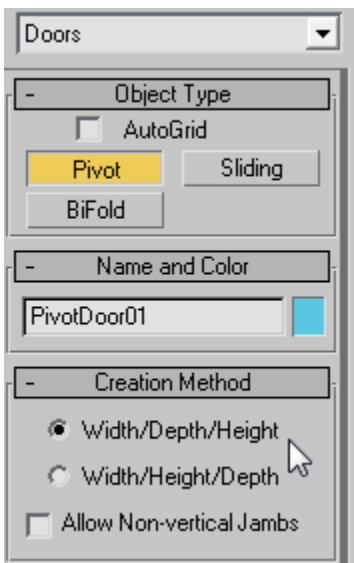 Doors
- Object Type
AutoGrid
Pivot Sliding
BiFold
- Name and Color
PivotDoor01
- Creation Method
Width/Depth/Height
Width/Height/Depth
Allow Non-vertical Jambs